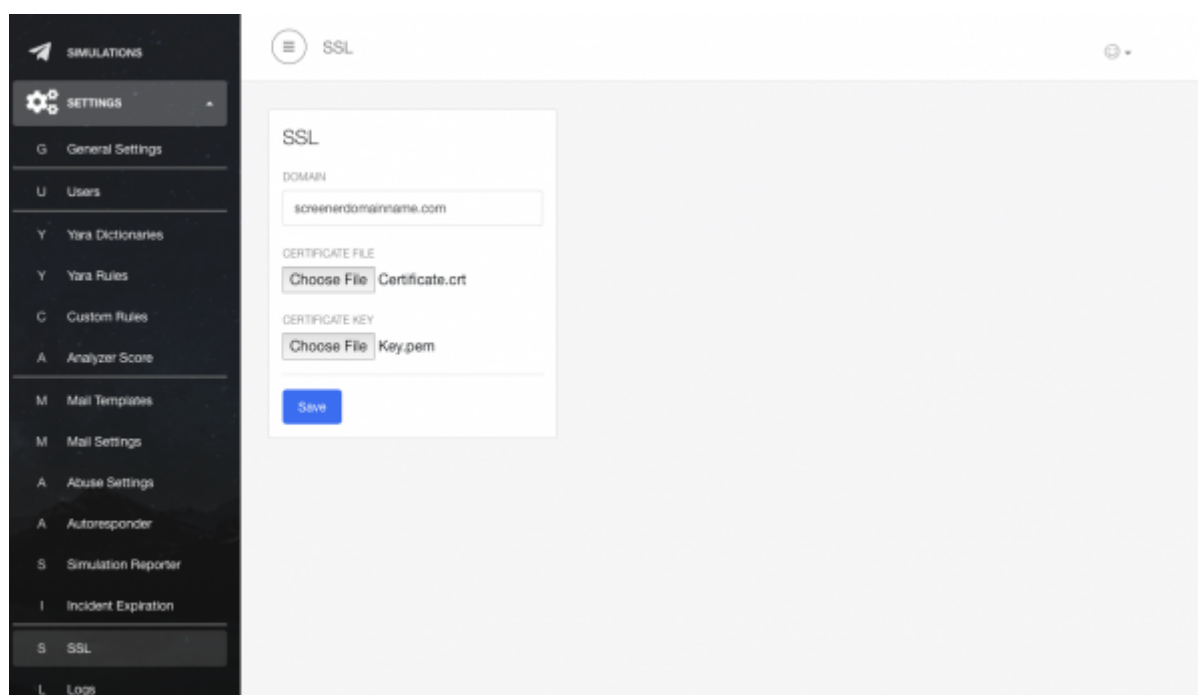 SIMULATIONS
SETTINGS
G General Settings
U Users
Y Yara Dictionaries
Y Yara Rules
C Custom Rules
A Analyzer Score
M Mail Templates
M Mail Settings
A Abuse Settings
A Autoresponder
S Simulation Reporter
I Incident Expiration
S SSL
L Logs
SSL
SSL
DOMAIN
screenerdomainname.com
CERTIFICATE FILE
Choose File Certificate.crt
CERTIFICATE KEY
Choose File Key.pem
Save